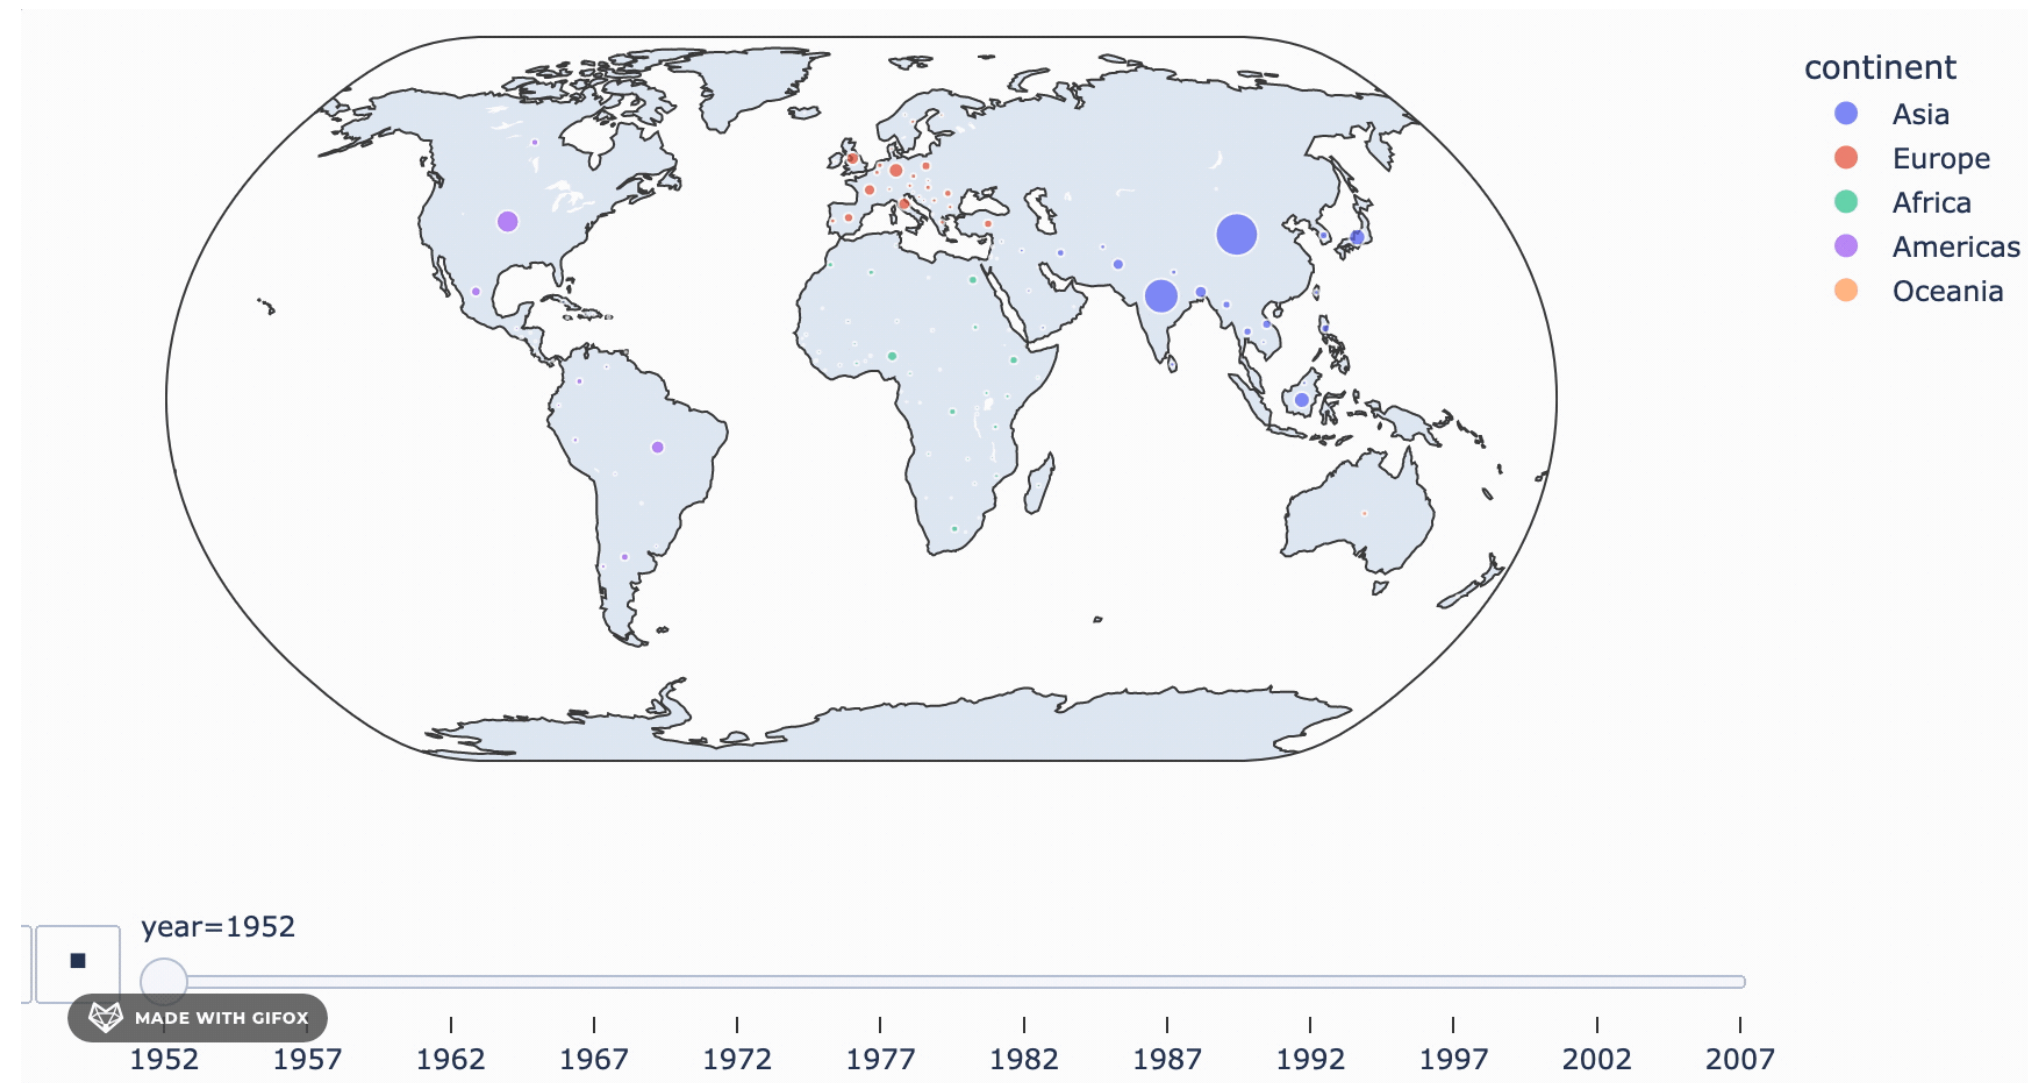 continent
Asia
Europe
Africa
Americas
Oceania
year=1952
MADE WITH GIFOX
1952 1957 1962 1967 1972 1977 1982 1987 1992 1997 2002 2007